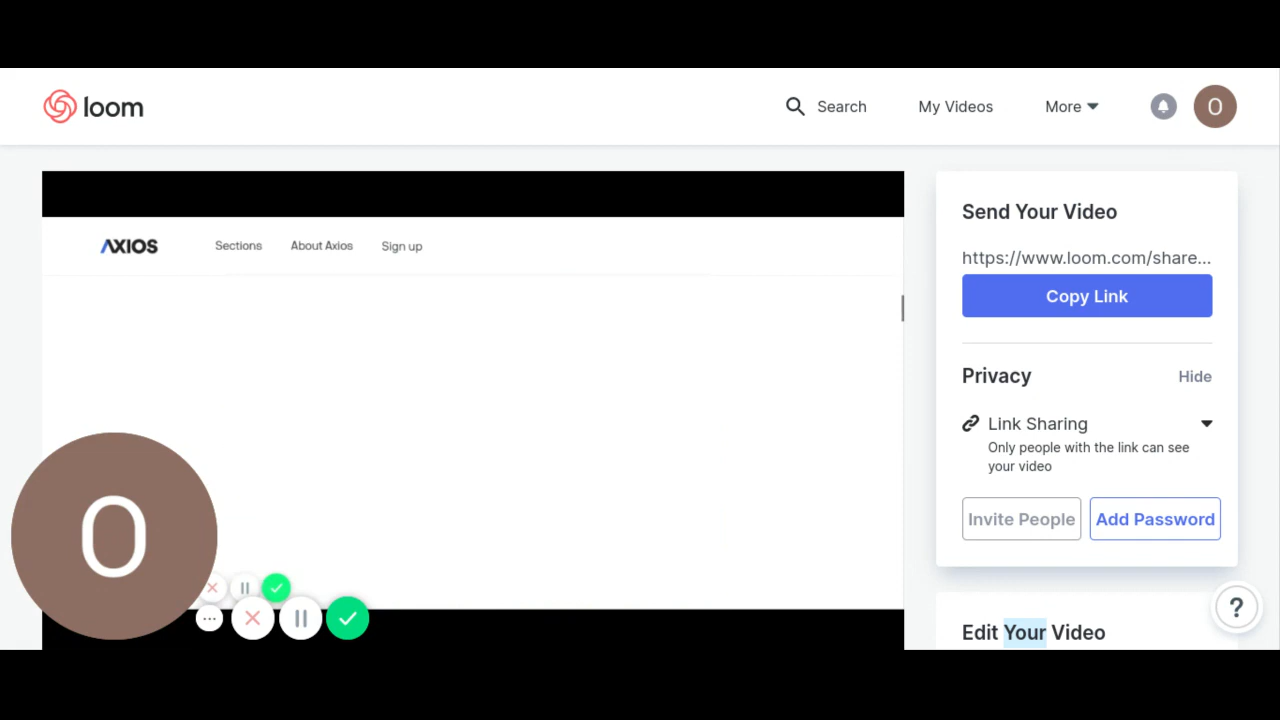 loom
Search
My Videos
More
O
AXIOS
Sections
About Axios
Sign up
O
Send Your Video
https://www.loom.com/share...
Copy Link
Privacy
Hide
Link Sharing
Only people with the link can see
your video
Invite People
Add Password
?
Edit Your Video